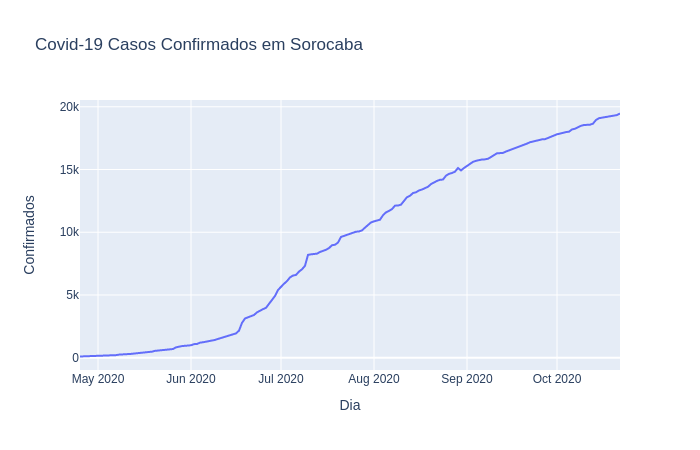 Covid-19 Casos Confirmados em Sorocaba
20k
15k
10k
5k
0
Confirmados
May 2020 Jun 2020 Jul 2020 Aug 2020 Sep 2020 Oct 2020
Dia